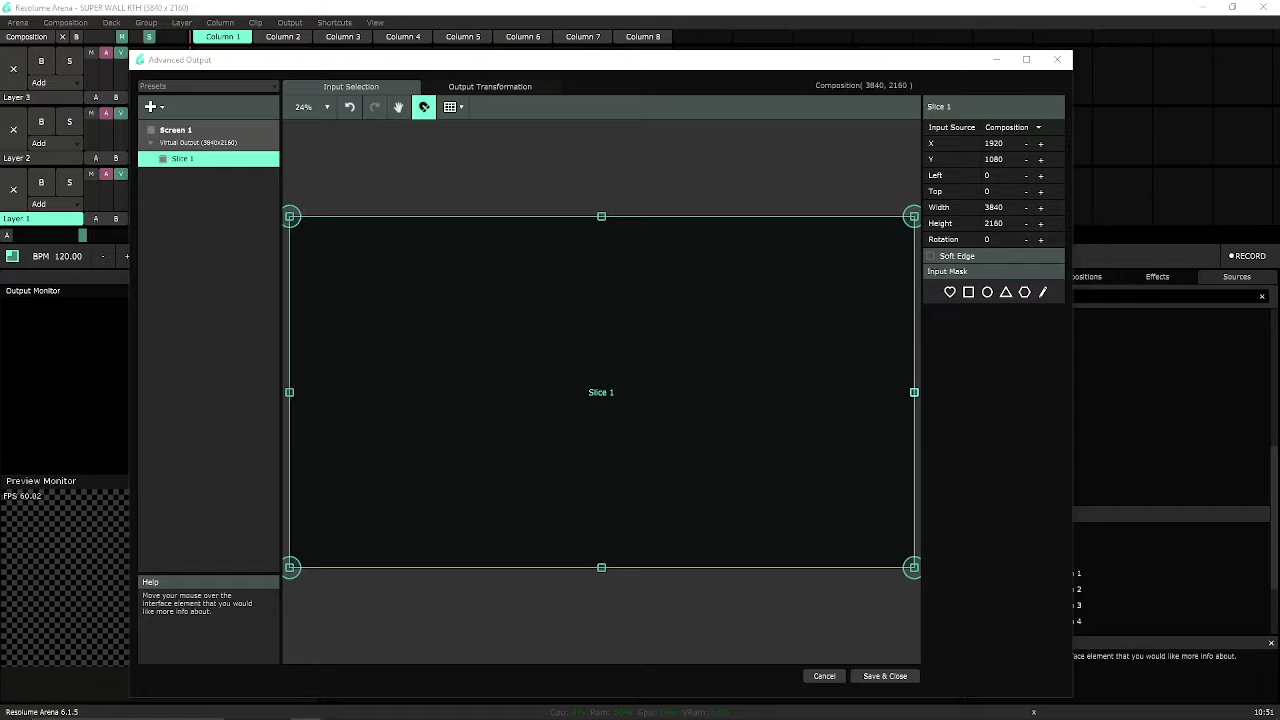 Resolume Arena - SUPER WALL RTH (3840 x 2160)
Arena Composition Deck Group Layer Column Clip Output Shortcuts View
Composition X B M S Column 1 Column 2 Column 3 Column 4 Column 5 Column 6 Column 7 Column 8
M A V
X B S
Add
Layer 3 A B
M A V
X B S
Add
Layer 2 A B
M A V
X B S
Add
Layer 1 A B
A
BPM 120.00 - +
Output Monitor
Preview Monitor
FPS 60.02
Advanced Output
Presets
Screen 1
Virtual Output (3840x2160)
Slice 1
Help
Move your mouse over the
interface element that you would
like more info about.
Input Selection Output Transformation Composition( 3840, 2160 )
24%
Slice 1
Slice 1
Input Source Composition
X 1920 - +
Y 1080 - +
Left 0 - +
Top 0 - +
Width 3840 - +
Height 2160 - +
Rotation 0 - +
Soft Edge
Input Mask
Cancel Save & Close
RECORD
positions Effects Sources
1
2
3
4
face element that you would like more info about.
Resolume Arena 6.1.5
x 10:51